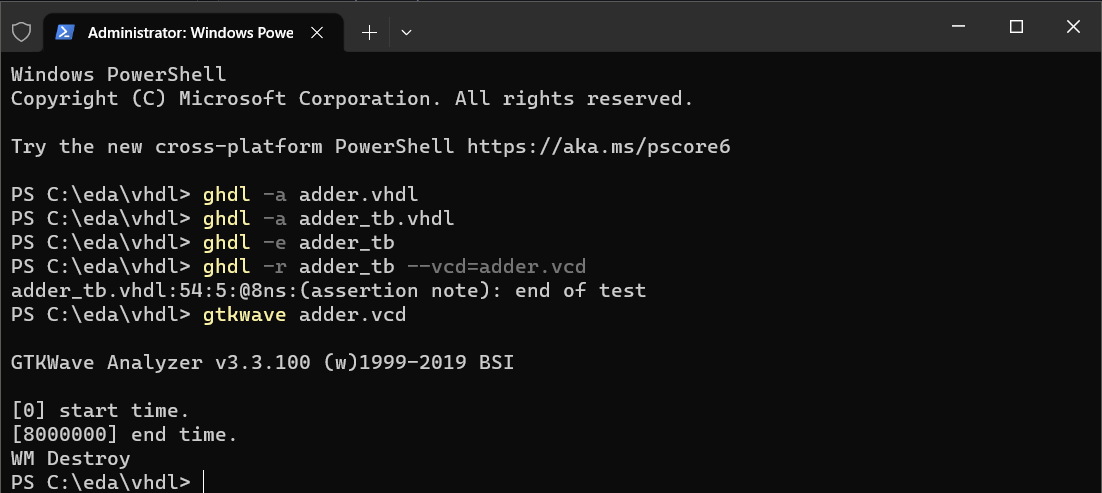 Administrator: Windows Powe
Windows PowerShell
Copyright (C) Microsoft Corporation. All rights reserved.
Try the new cross-platform PowerShell https://aka.ms/pscore6
PS C:\eda\vhdl> ghdl -a adder.vhdl
PS C:\eda\vhdl> ghdl -a adder_tb.vhdl
PS C:\eda\vhdl> ghdl -e adder_tb
PS C:\eda\vhdl> ghdl -r adder_tb --vcd=adder.vcd
adder_tb.vhdl:54:5:@8ns:(assertion note): end of test
PS C:\eda\vhdl> gtkwave adder.vcd
GTKWave Analyzer v3.3.100 (w)1999-2019 BSI
[0] start time.
[8000000] end time.
WM Destroy
PS C:\eda\vhdl>